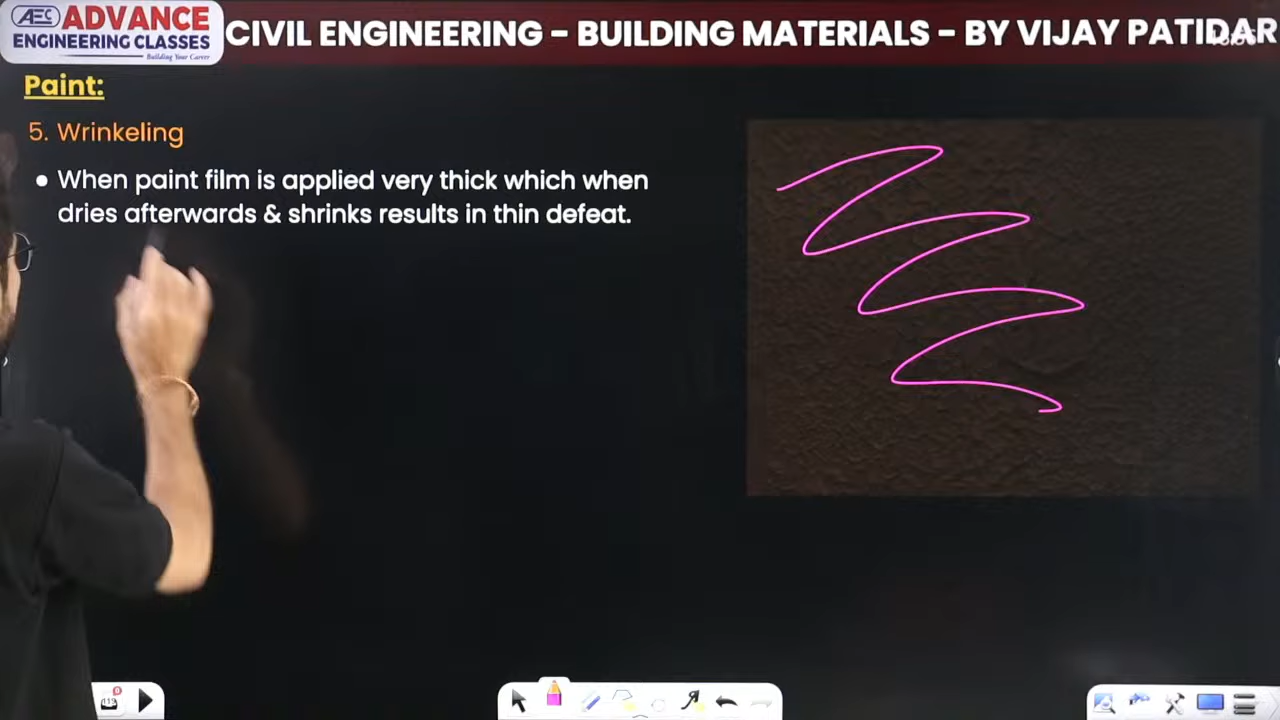 AEC ADVANCE
ENGINEERING CLASSES
Building Your Career
CIVIL ENGINEERING - BUILDING MATERIALS - BY VIJAY PATIDAR
Paint:
5. Wrinkeling
• When paint film is applied very thick which when
dries afterwards & shrinks results in thin defeat.